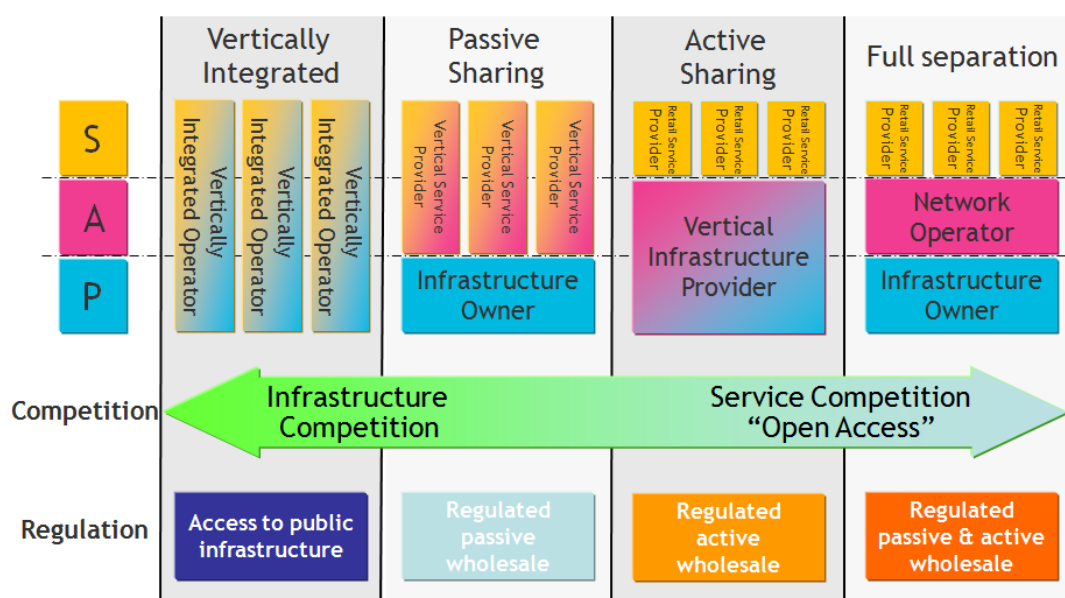 Vertically
Integrated
Passive
Sharing
Active
Sharing
Full separation
S
A
P
Vertically
Integrated Operator
Vertically
Integrated Operator
Vertically
Integrated Operator
Vertical Service
Provider
Vertical Service
Provider
Vertical Service
Provider
Infrastructure
Owner
Retail Service
Provider
Retail Service
Provider
Retail Service
Provider
Vertical
Infrastructure
Provider
Retail Service
Provider
Retail Service
Provider
Retail Service
Provider
Network
Operator
Infrastructure
Owner
Competition
Infrastructure
Competition
Service Competition
“Open Access”
Regulation
Access to public
infrastructure
Regulated
passive
wholesale
Regulated
active
wholesale
Regulated
passive & active
wholesale